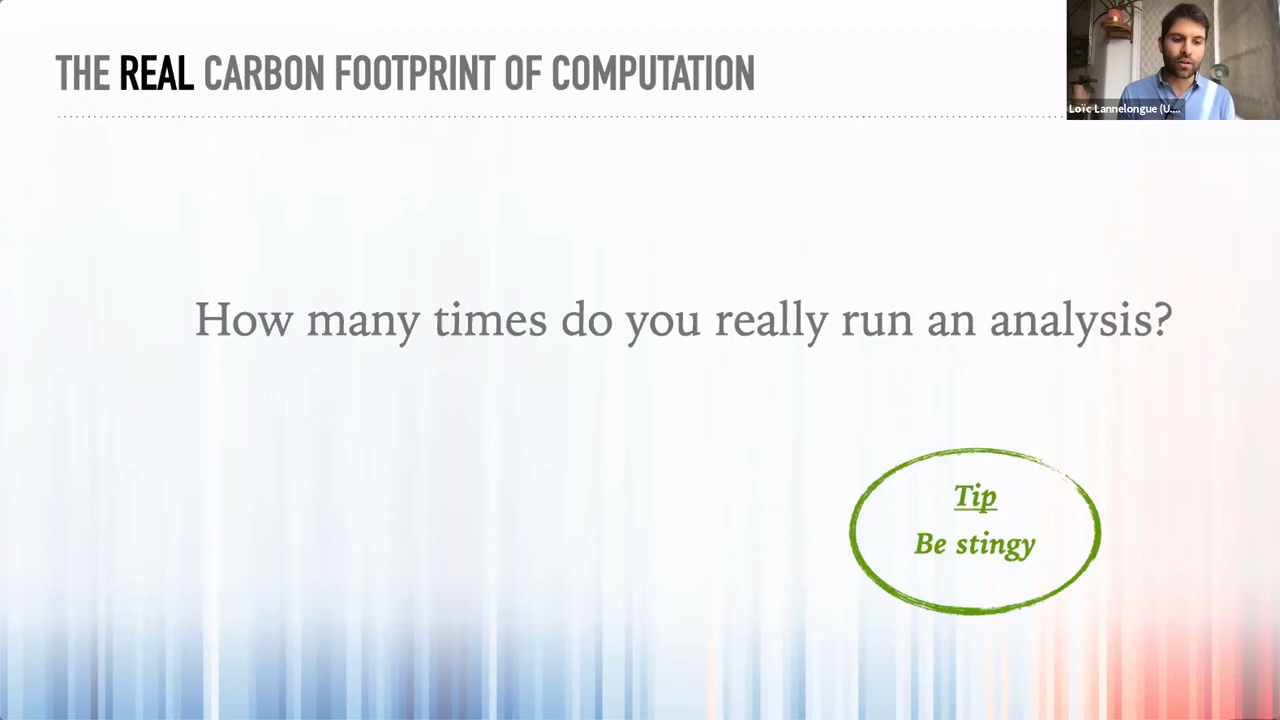 THE REAL CARBON FOOTPRINT OF COMPUTATION
Loïc Lannelongue (U....
How many times do you really run an analysis?
Tip
Be stingy